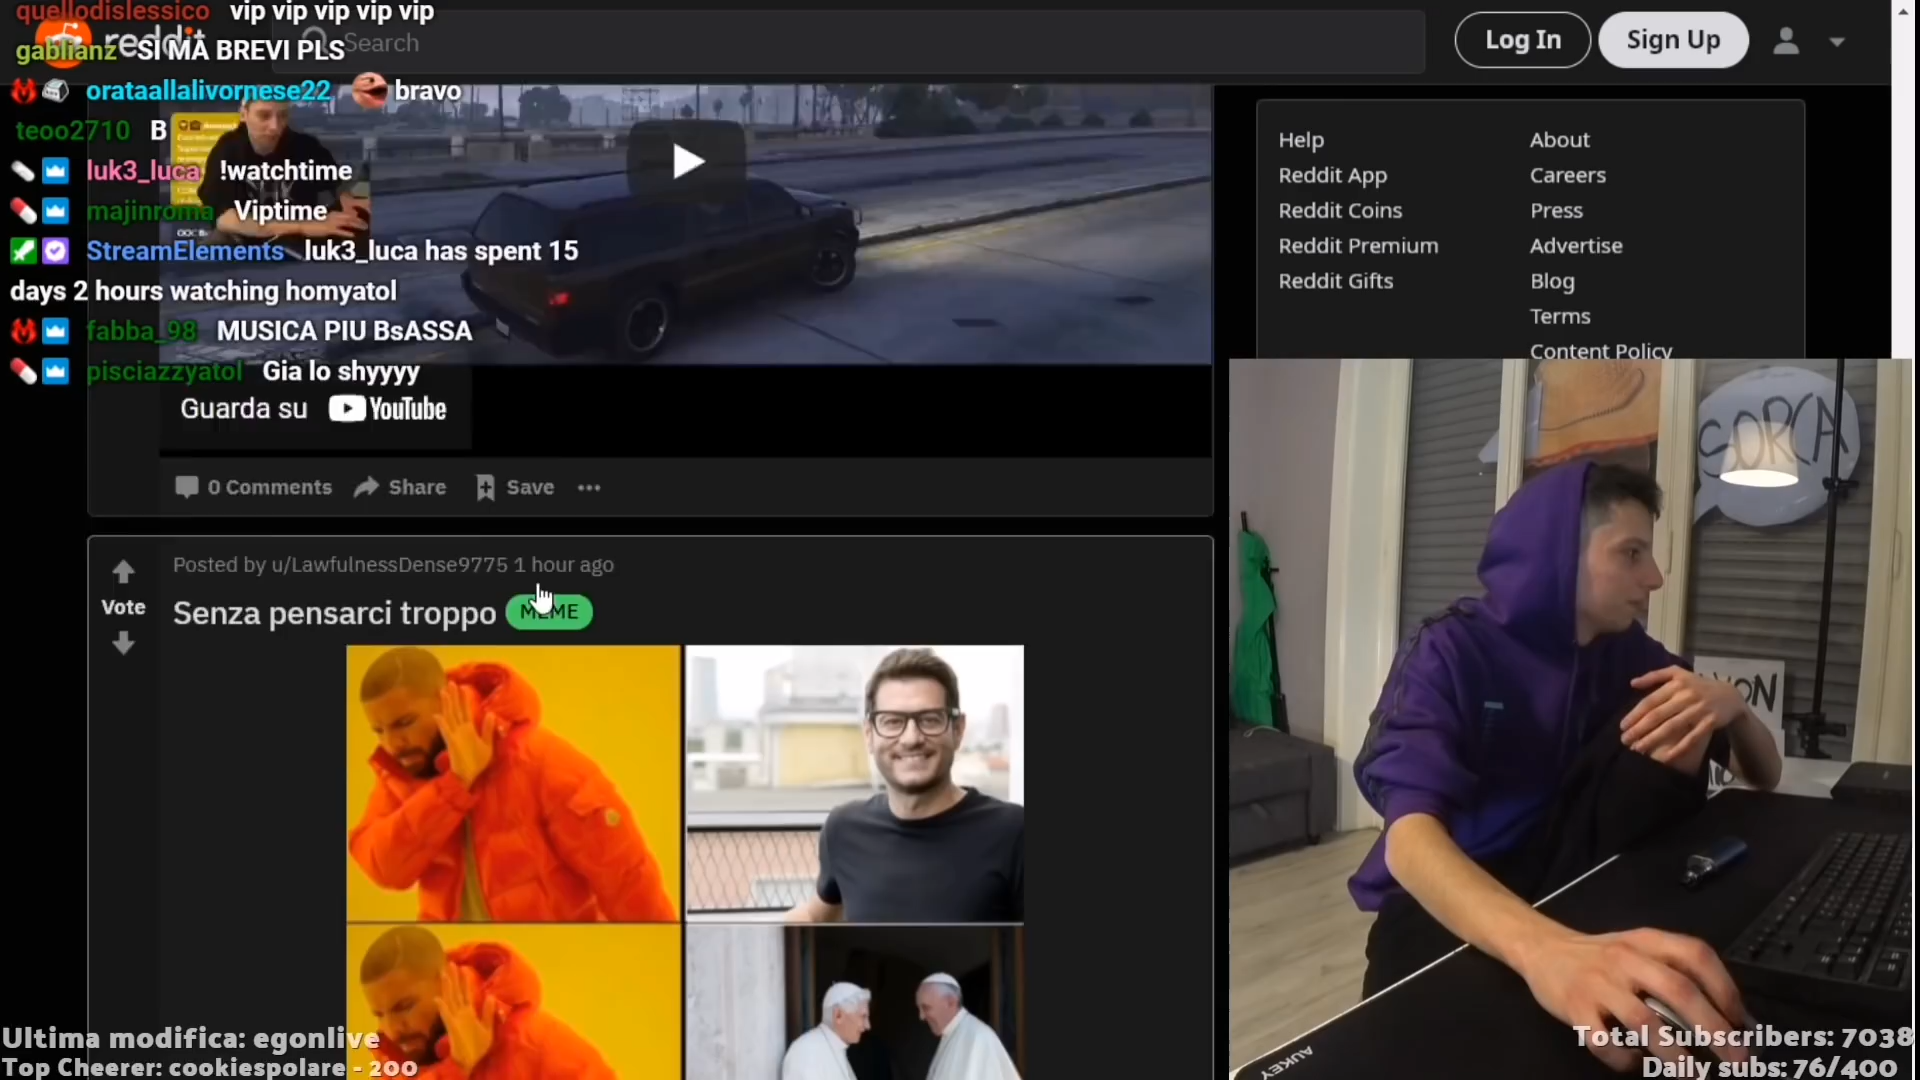 quellodislessico vip vip vip vip vip
gablianz SI MA BREVI PLS
reddit
Search
Log In
Sign Up
orataallalivornese22 bravo
teoo2710 B
luk3_luca !watchtime
majinroma Viptime
StreamElements luk3_luca has spent 15
days 2 hours watching homyatol
fabba_98 MUSICA PIU BsASSA
pisciazzyatol Gia lo shyyyy
Guarda su YouTube
0 Comments Share Save
Help
About
Reddit App
Careers
Reddit Coins
Press
Reddit Premium
Advertise
Reddit Gifts
Blog
Terms
Content Policy
Posted by u/LawfulnessDense9775 1 hour ago
Vote
Senza pensarci troppo MEME
SORCA
AUKEY
Ultima modifica: egonlive
Top Cheerer: cookiespolare - 200
Total Subscribers: 7038
Daily subs: 76/400